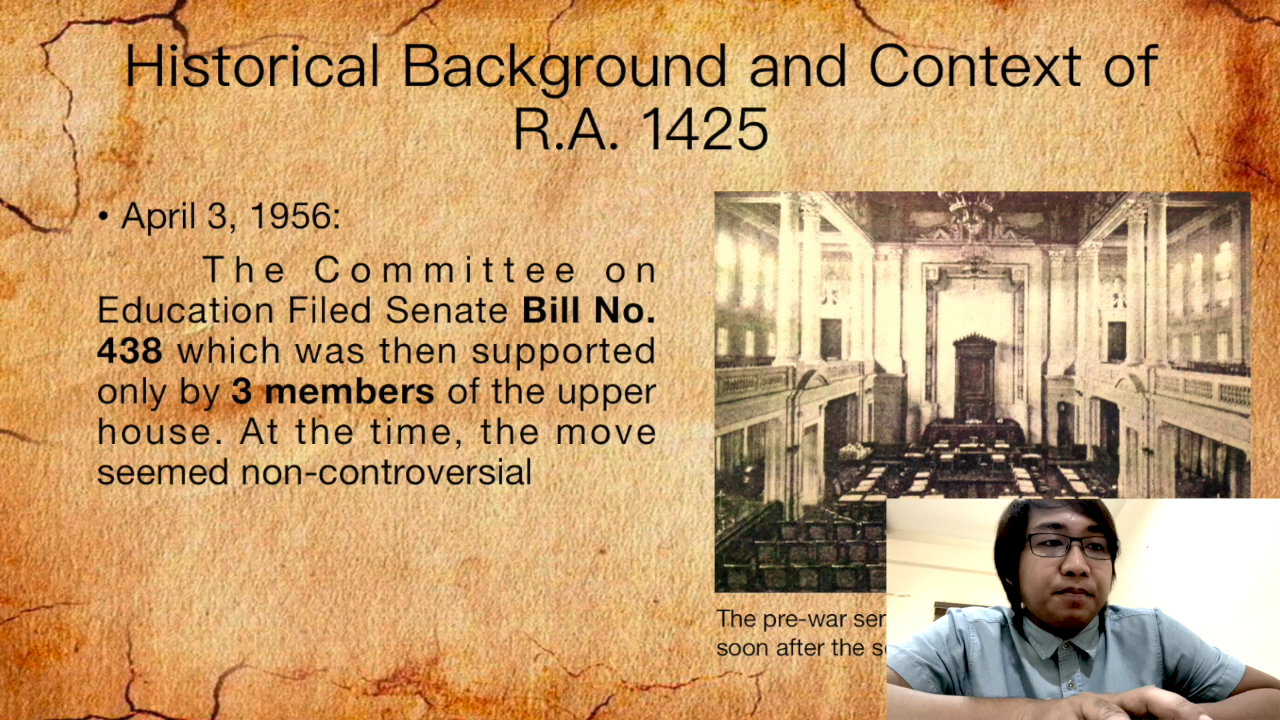 Historical Background and Context of
R.A. 1425
• April 3, 1956:
The Committee on
Education Filed Senate Bill No.
438 which was then supported
only by 3 members of the upper
house. At the time, the move
seemed non-controversial
The pre-war
soon after the